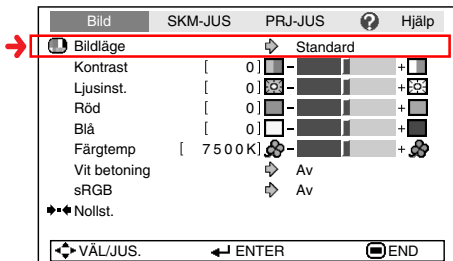 Bild SKM-JUS PRJ-JUS ? Hjälp
Bildläge Standard
Kontrast [ 0] - +
Ljusinst. [ 0] - +
Röd [ 0] - +
Blå [ 0] - +
Färgtemp [ 7500K] - +
Vit betoning Av
sRGB Av
Nollst.
VÄL/JUS. ENTER END